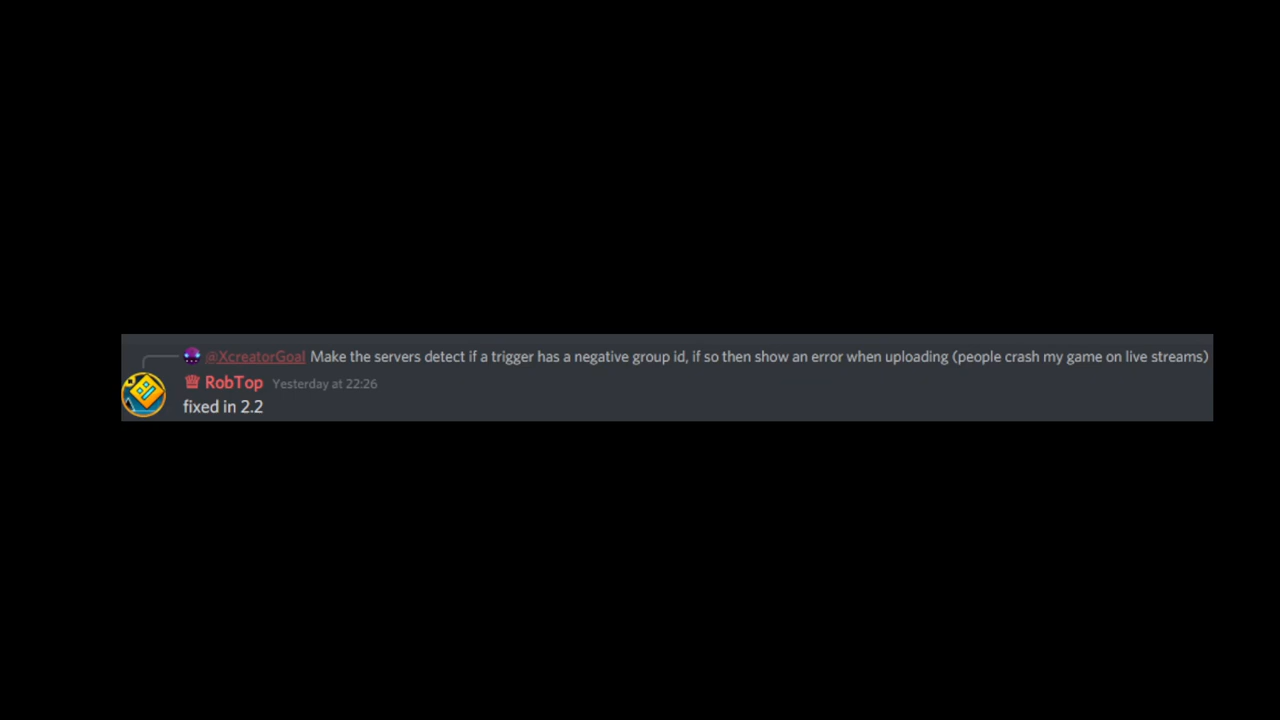 @XcreatorGoal Make the servers detect if a trigger has a negative group id, if so then show an error when uploading (people crash my game on live streams)
RobTop Yesterday at 22:26
fixed in 2.2